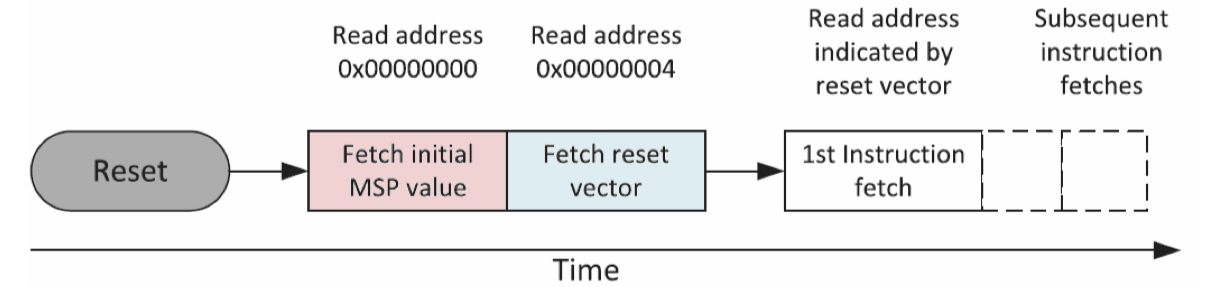 Read address
0x00000000
Read address
0x00000004
Read address
indicated by
reset vector
Subsequent
instruction
fetches
Reset
Fetch initial
MSP value
Fetch reset
vector
1st Instruction
fetch
Time